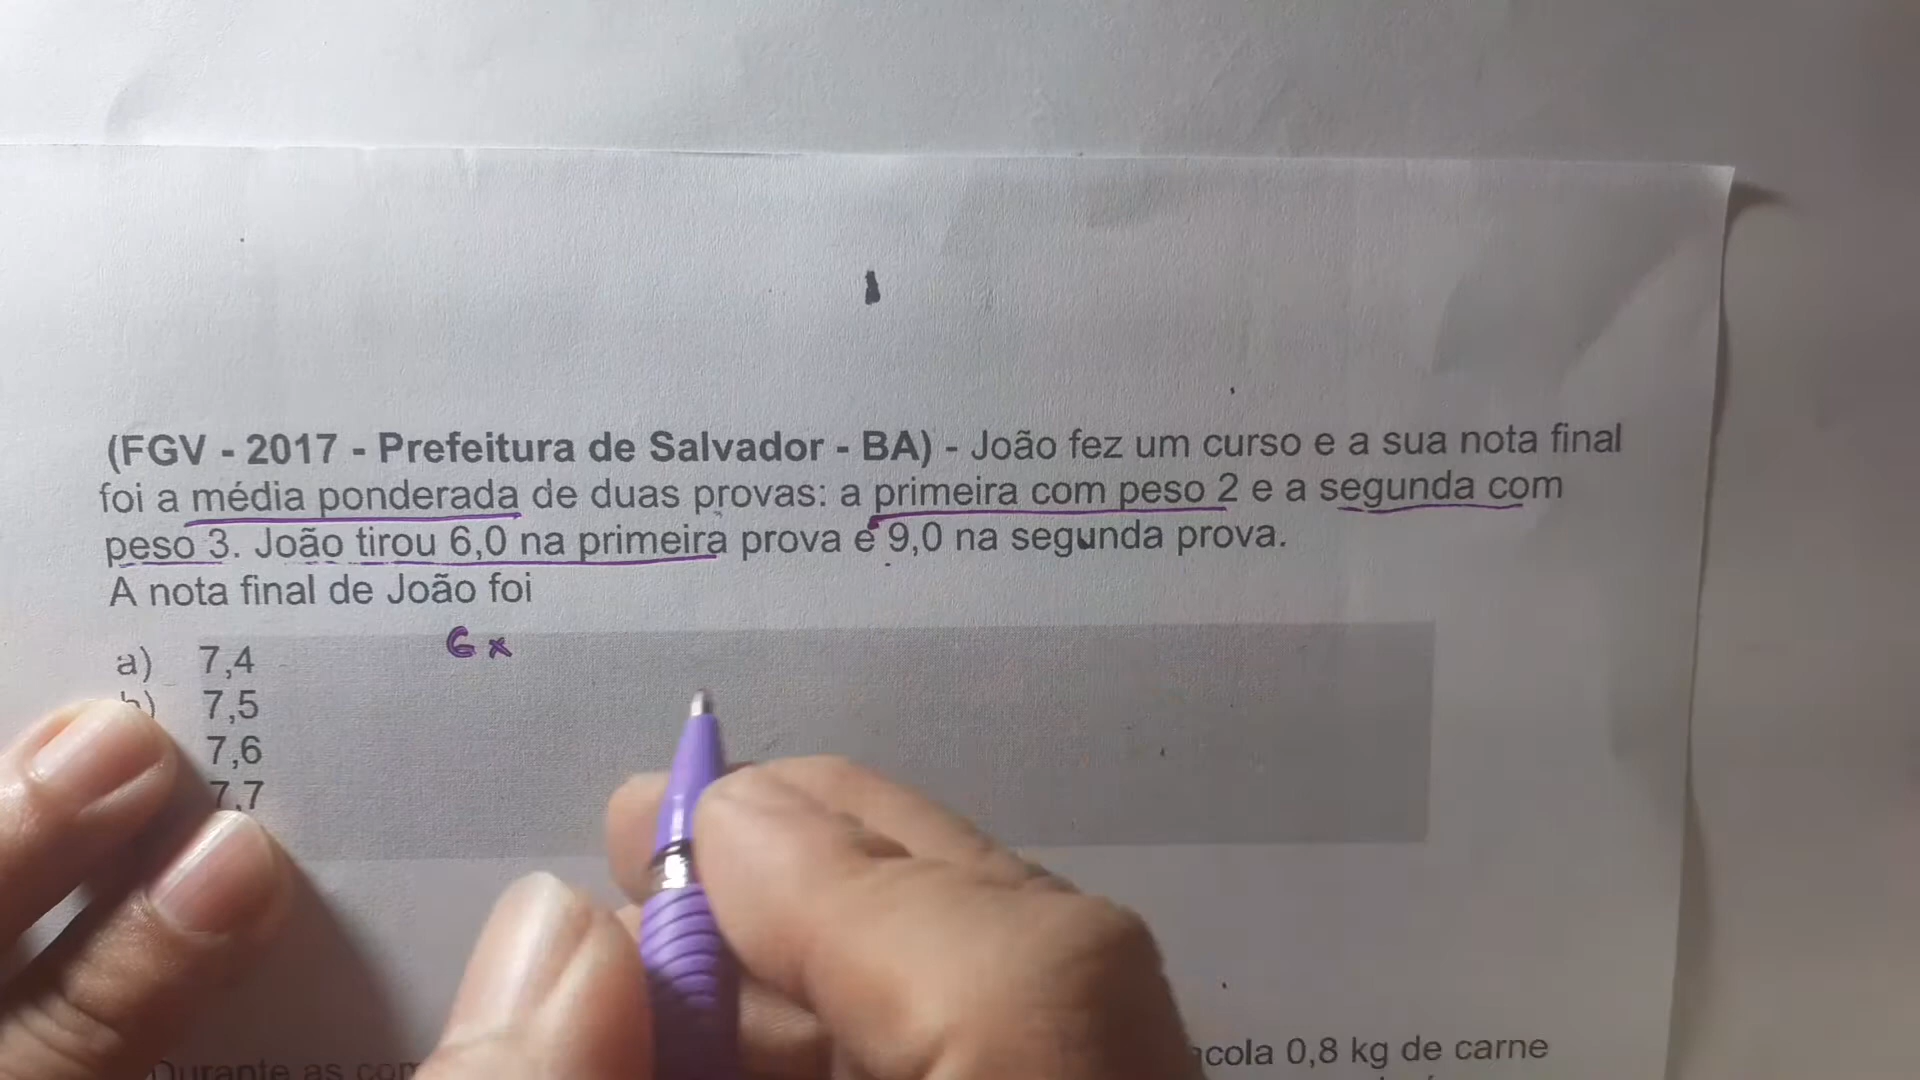 (FGV - 2017 - Prefeitura de Salvador - BA) - João fez um curso e a sua nota final
foi a média ponderada de duas provas: a primeira com peso 2 e a segunda com
peso 3. João tirou 6,0 na primeira prova e 9,0 na segunda prova.
A nota final de João foi
6 x
a) 7,4
b) 7,5
7,6
7,7
0,8 kg de carne
Durante as